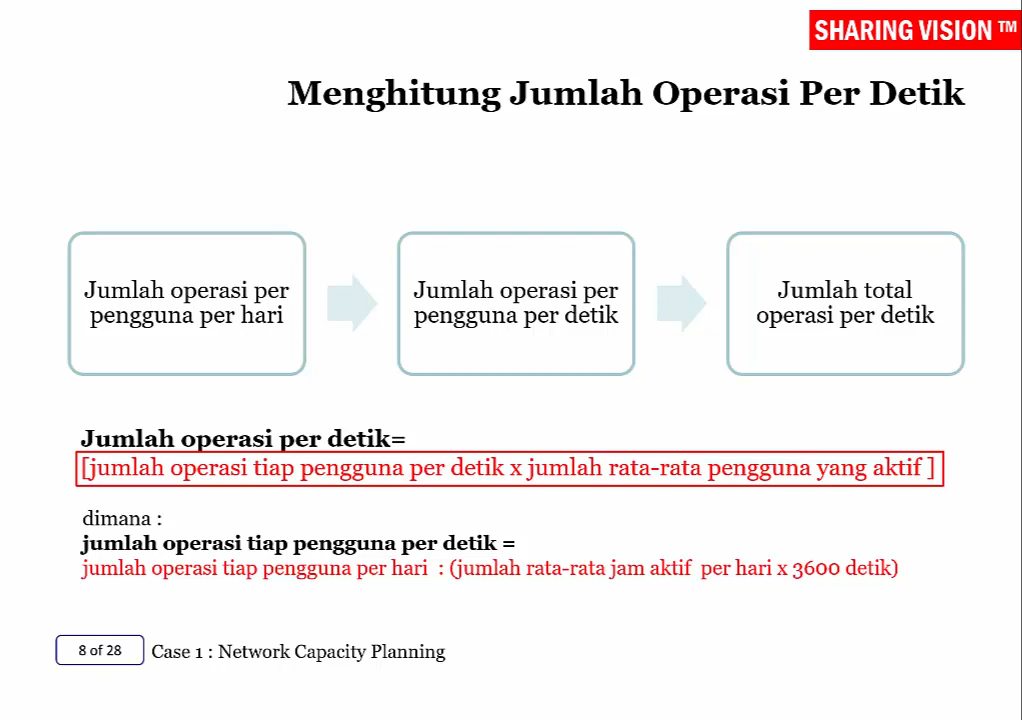 SHARING VISION ™
Menghitung Jumlah Operasi Per Detik
Jumlah operasi per
pengguna per hari
Jumlah operasi per
pengguna per detik
Jumlah total
operasi per detik
Jumlah operasi per detik=
[jumlah operasi tiap pengguna per detik x jumlah rata-rata pengguna yang aktif ]
dimana :
jumlah operasi tiap pengguna per detik =
jumlah operasi tiap pengguna per hari : (jumlah rata-rata jam aktif per hari x 3600 detik)
8 of 28
Case 1 : Network Capacity Planning